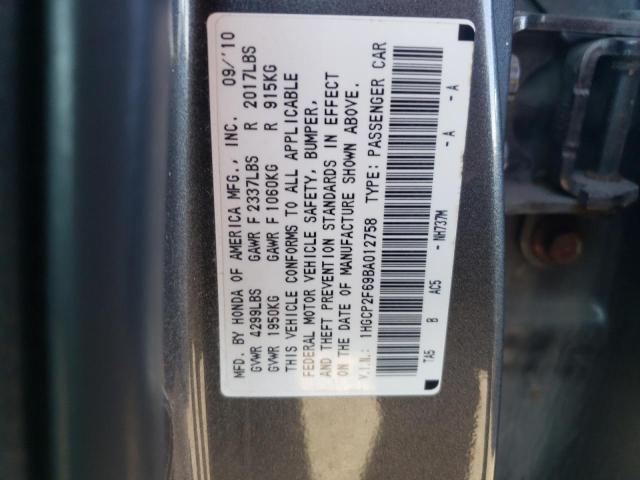 MFD. BY HONDA OF AMERICA MFG., INC. 09/'10
GVWR 4299LBS GAWR F 2337LBS R 2017LBS
GVWR 1950KG GAWR F 1060KG R 915KG
THIS VEHICLE CONFORMS TO ALL APPLICABLE
FEDERAL MOTOR VEHICLE SAFETY, BUMPER,
AND THEFT PREVENTION STANDARDS IN EFFECT
ON THE DATE OF MANUFACTURE SHOWN ABOVE.
V.I.N.: 1HGCP2F69BA012758 TYPE: PASSENGER CAR
TA5 B AC5 - NH737M - A - A